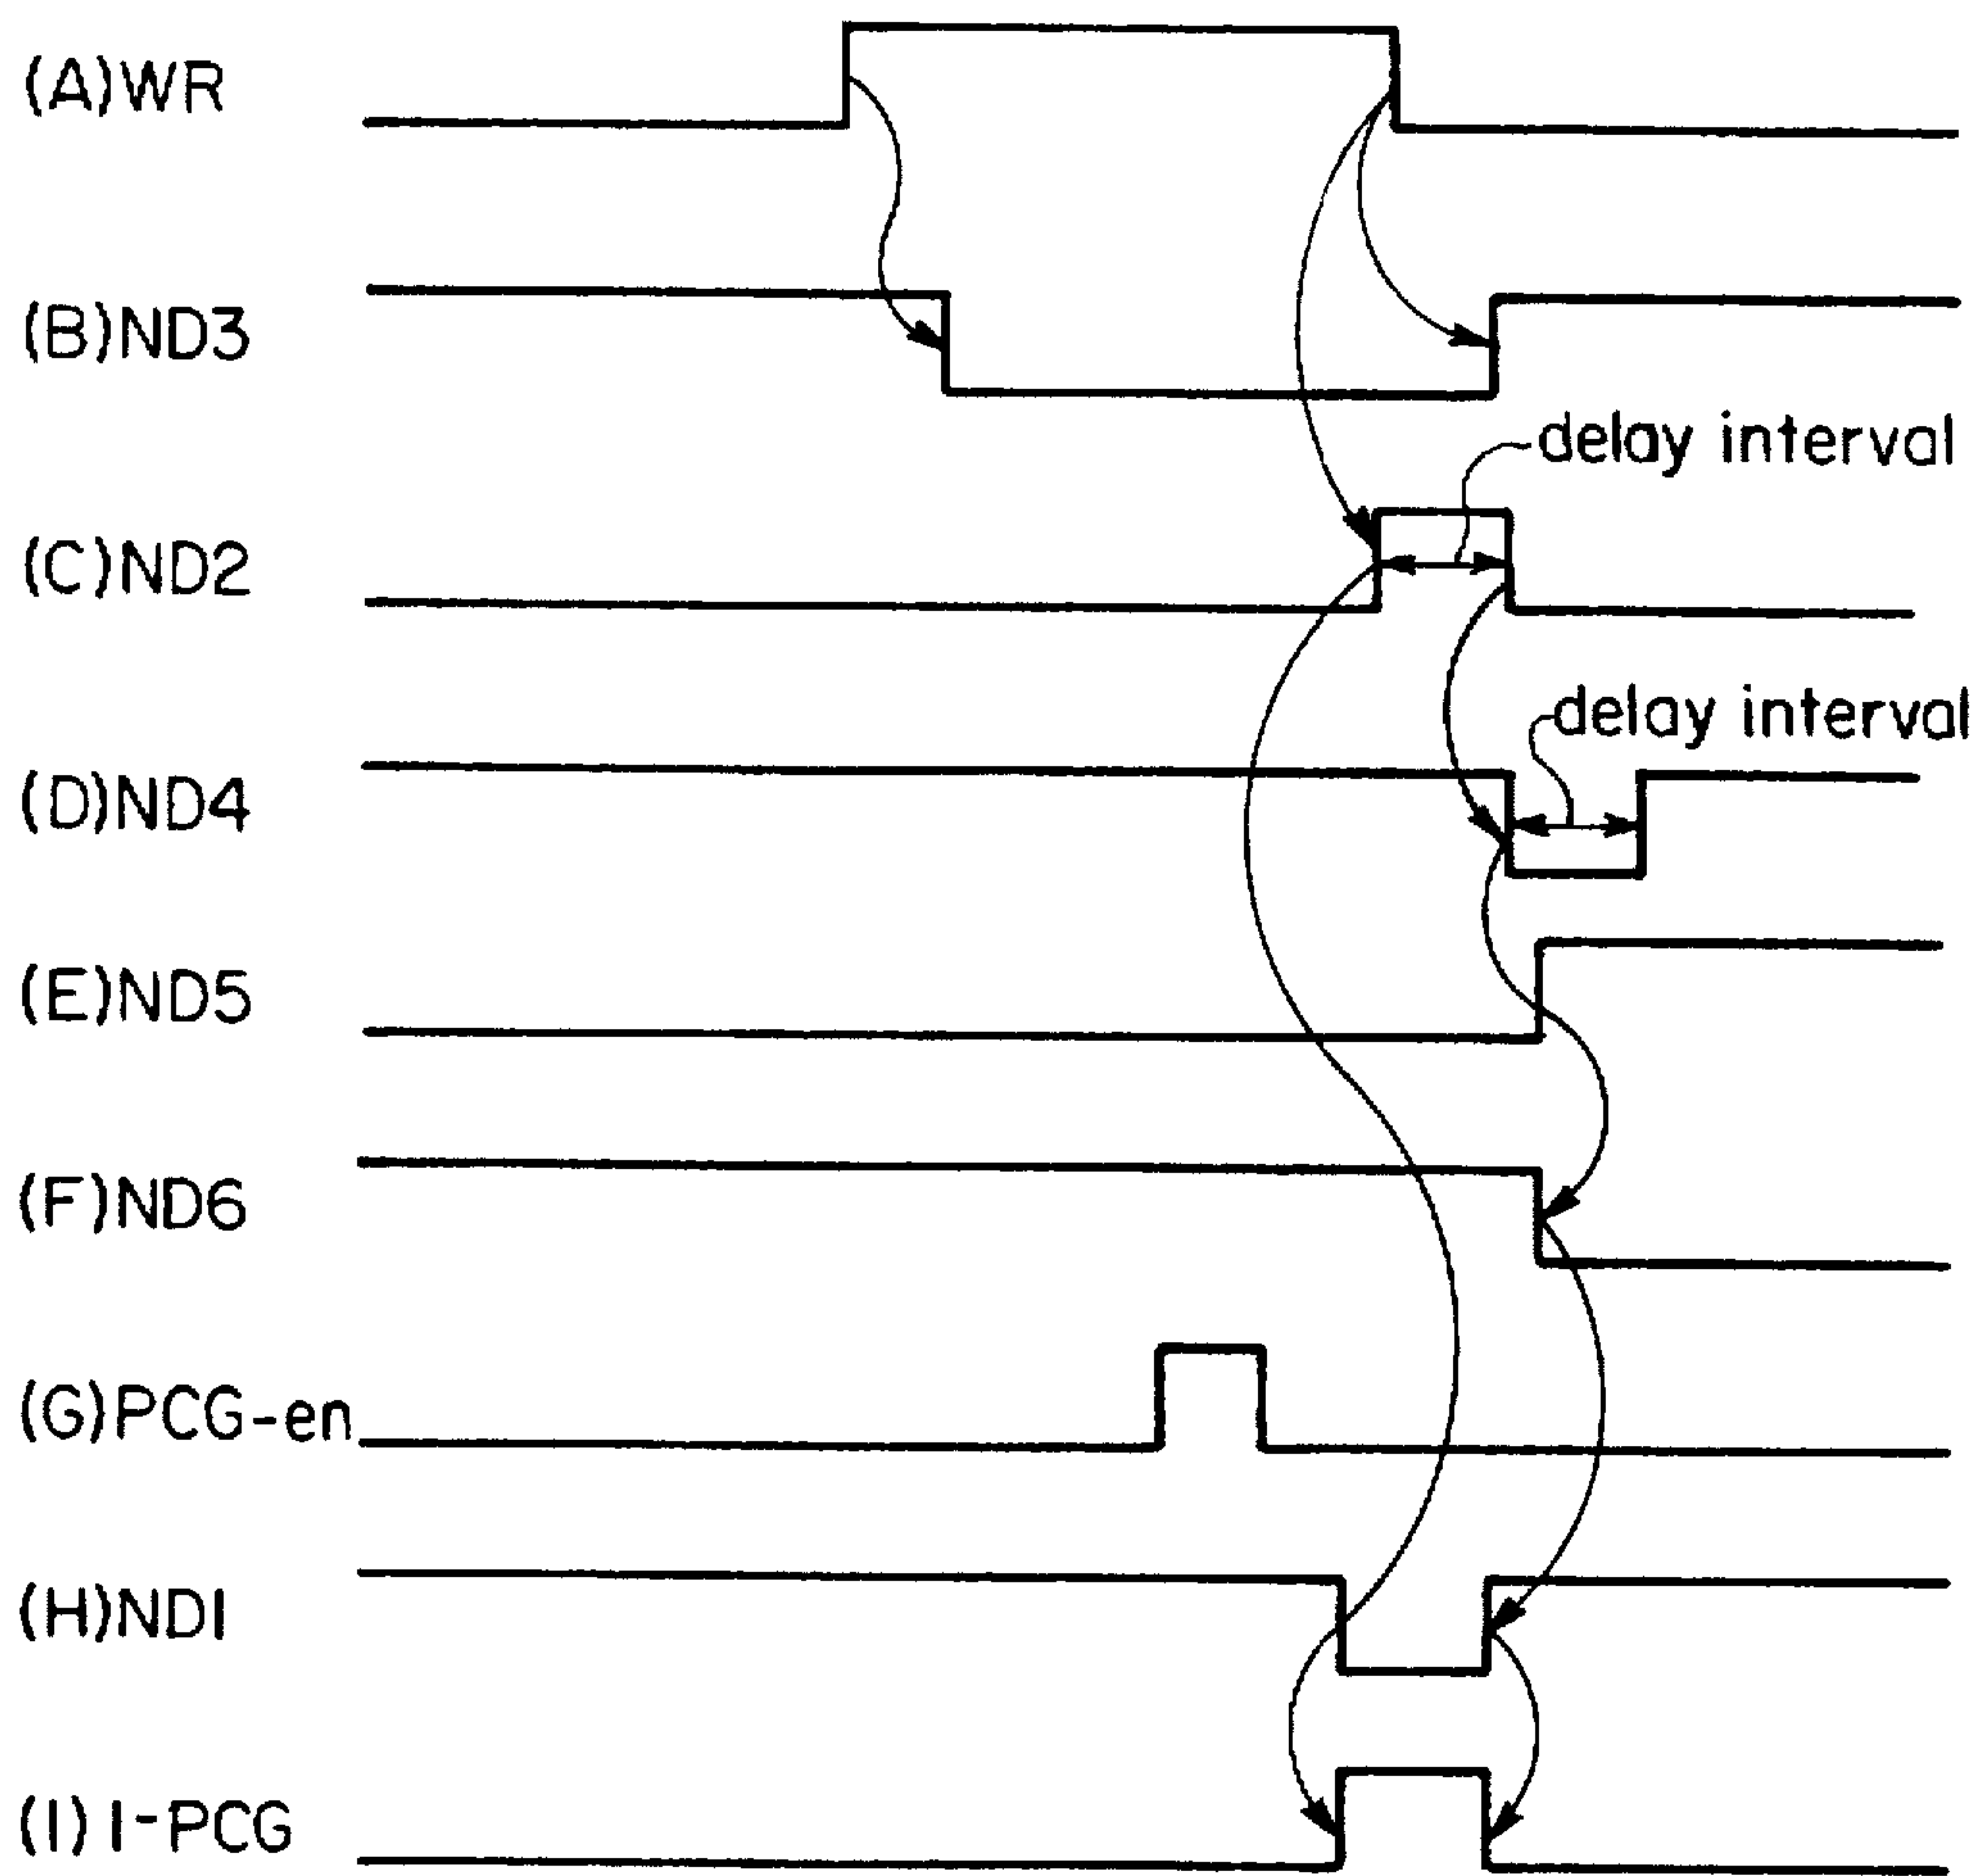 (A)WR
(B)ND3
delay interval
(C)ND2
delay interval
(D)ND4
(E)ND5
(F)ND6
(G)PCG-en
(H)ND1
(I) I-PCG